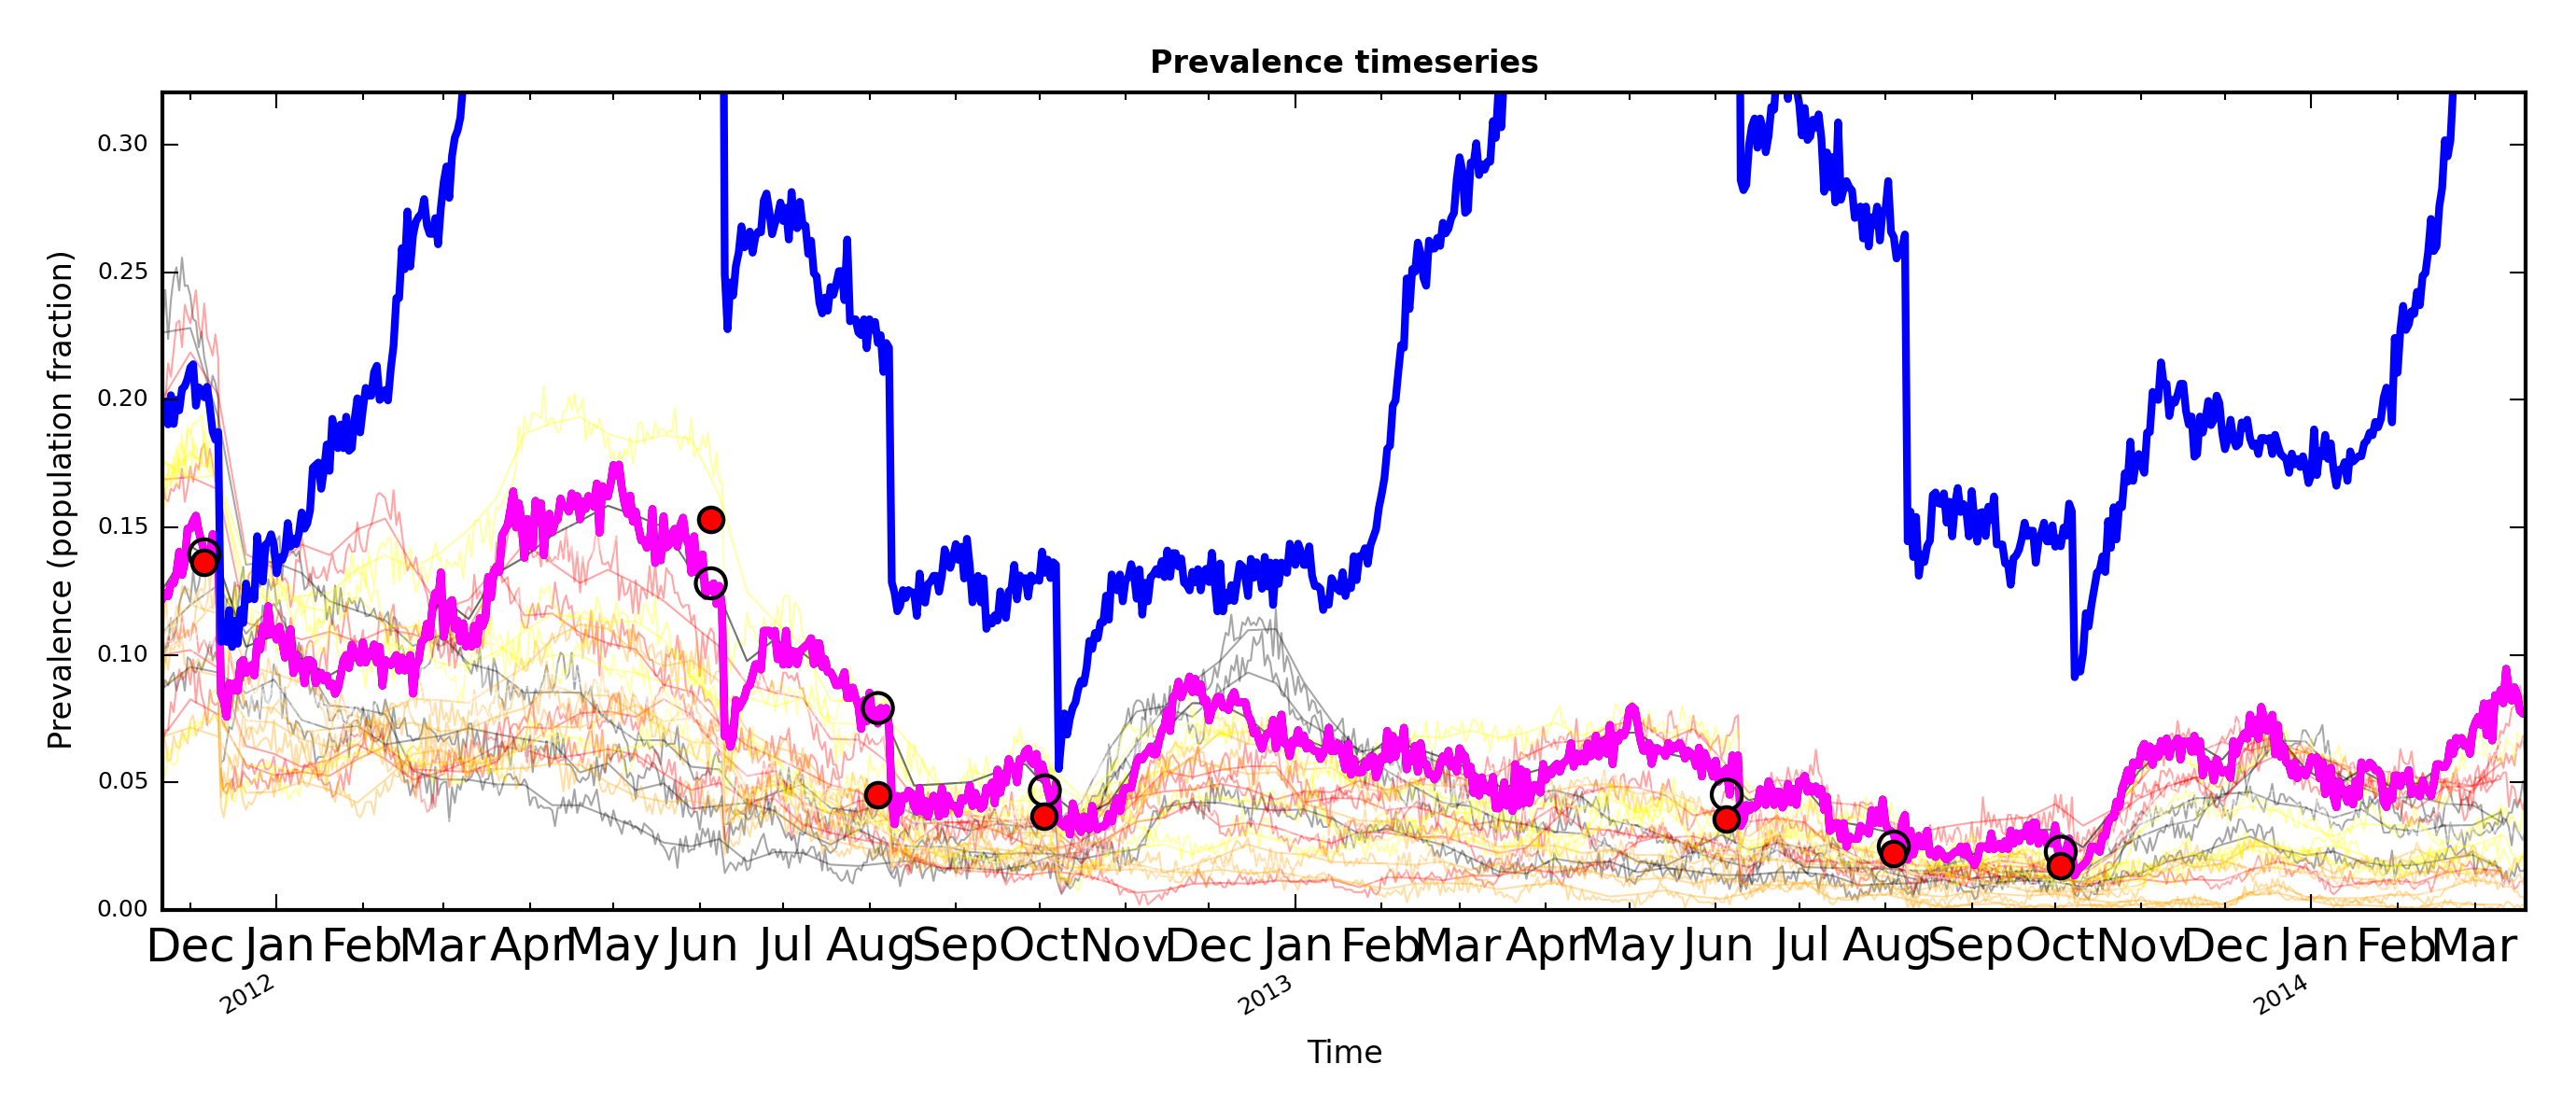 Prevalence timeseries
Prevalence (population fraction)
0.30
0.25
0.20
0.15
0.10
0.05
0.00
Dec Jan Feb Mar Apr May Jun Jul Aug Sep Oct Nov Dec Jan Feb Mar Apr May Jun Jul Aug Sep Oct Nov Dec Jan Feb Mar
2012 2013 2014
Time